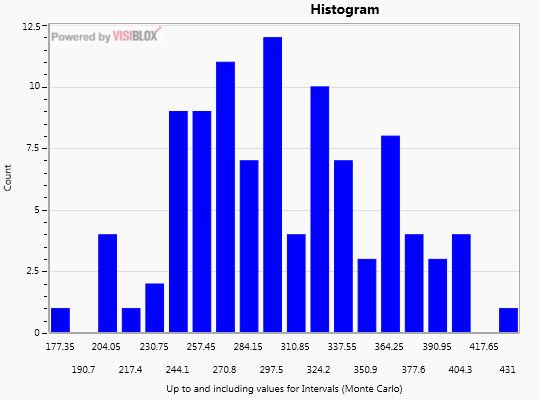 Histogram
Powered by VISIBLOX
12.5
10
7.5
5
2.5
0
Count
177.35 204.05 230.75 257.45 284.15 310.85 337.55 364.25 390.95 417.65
190.7 217.4 244.1 270.8 297.5 324.2 350.9 377.6 404.3 431
Up to and including values for Intervals (Monte Carlo)